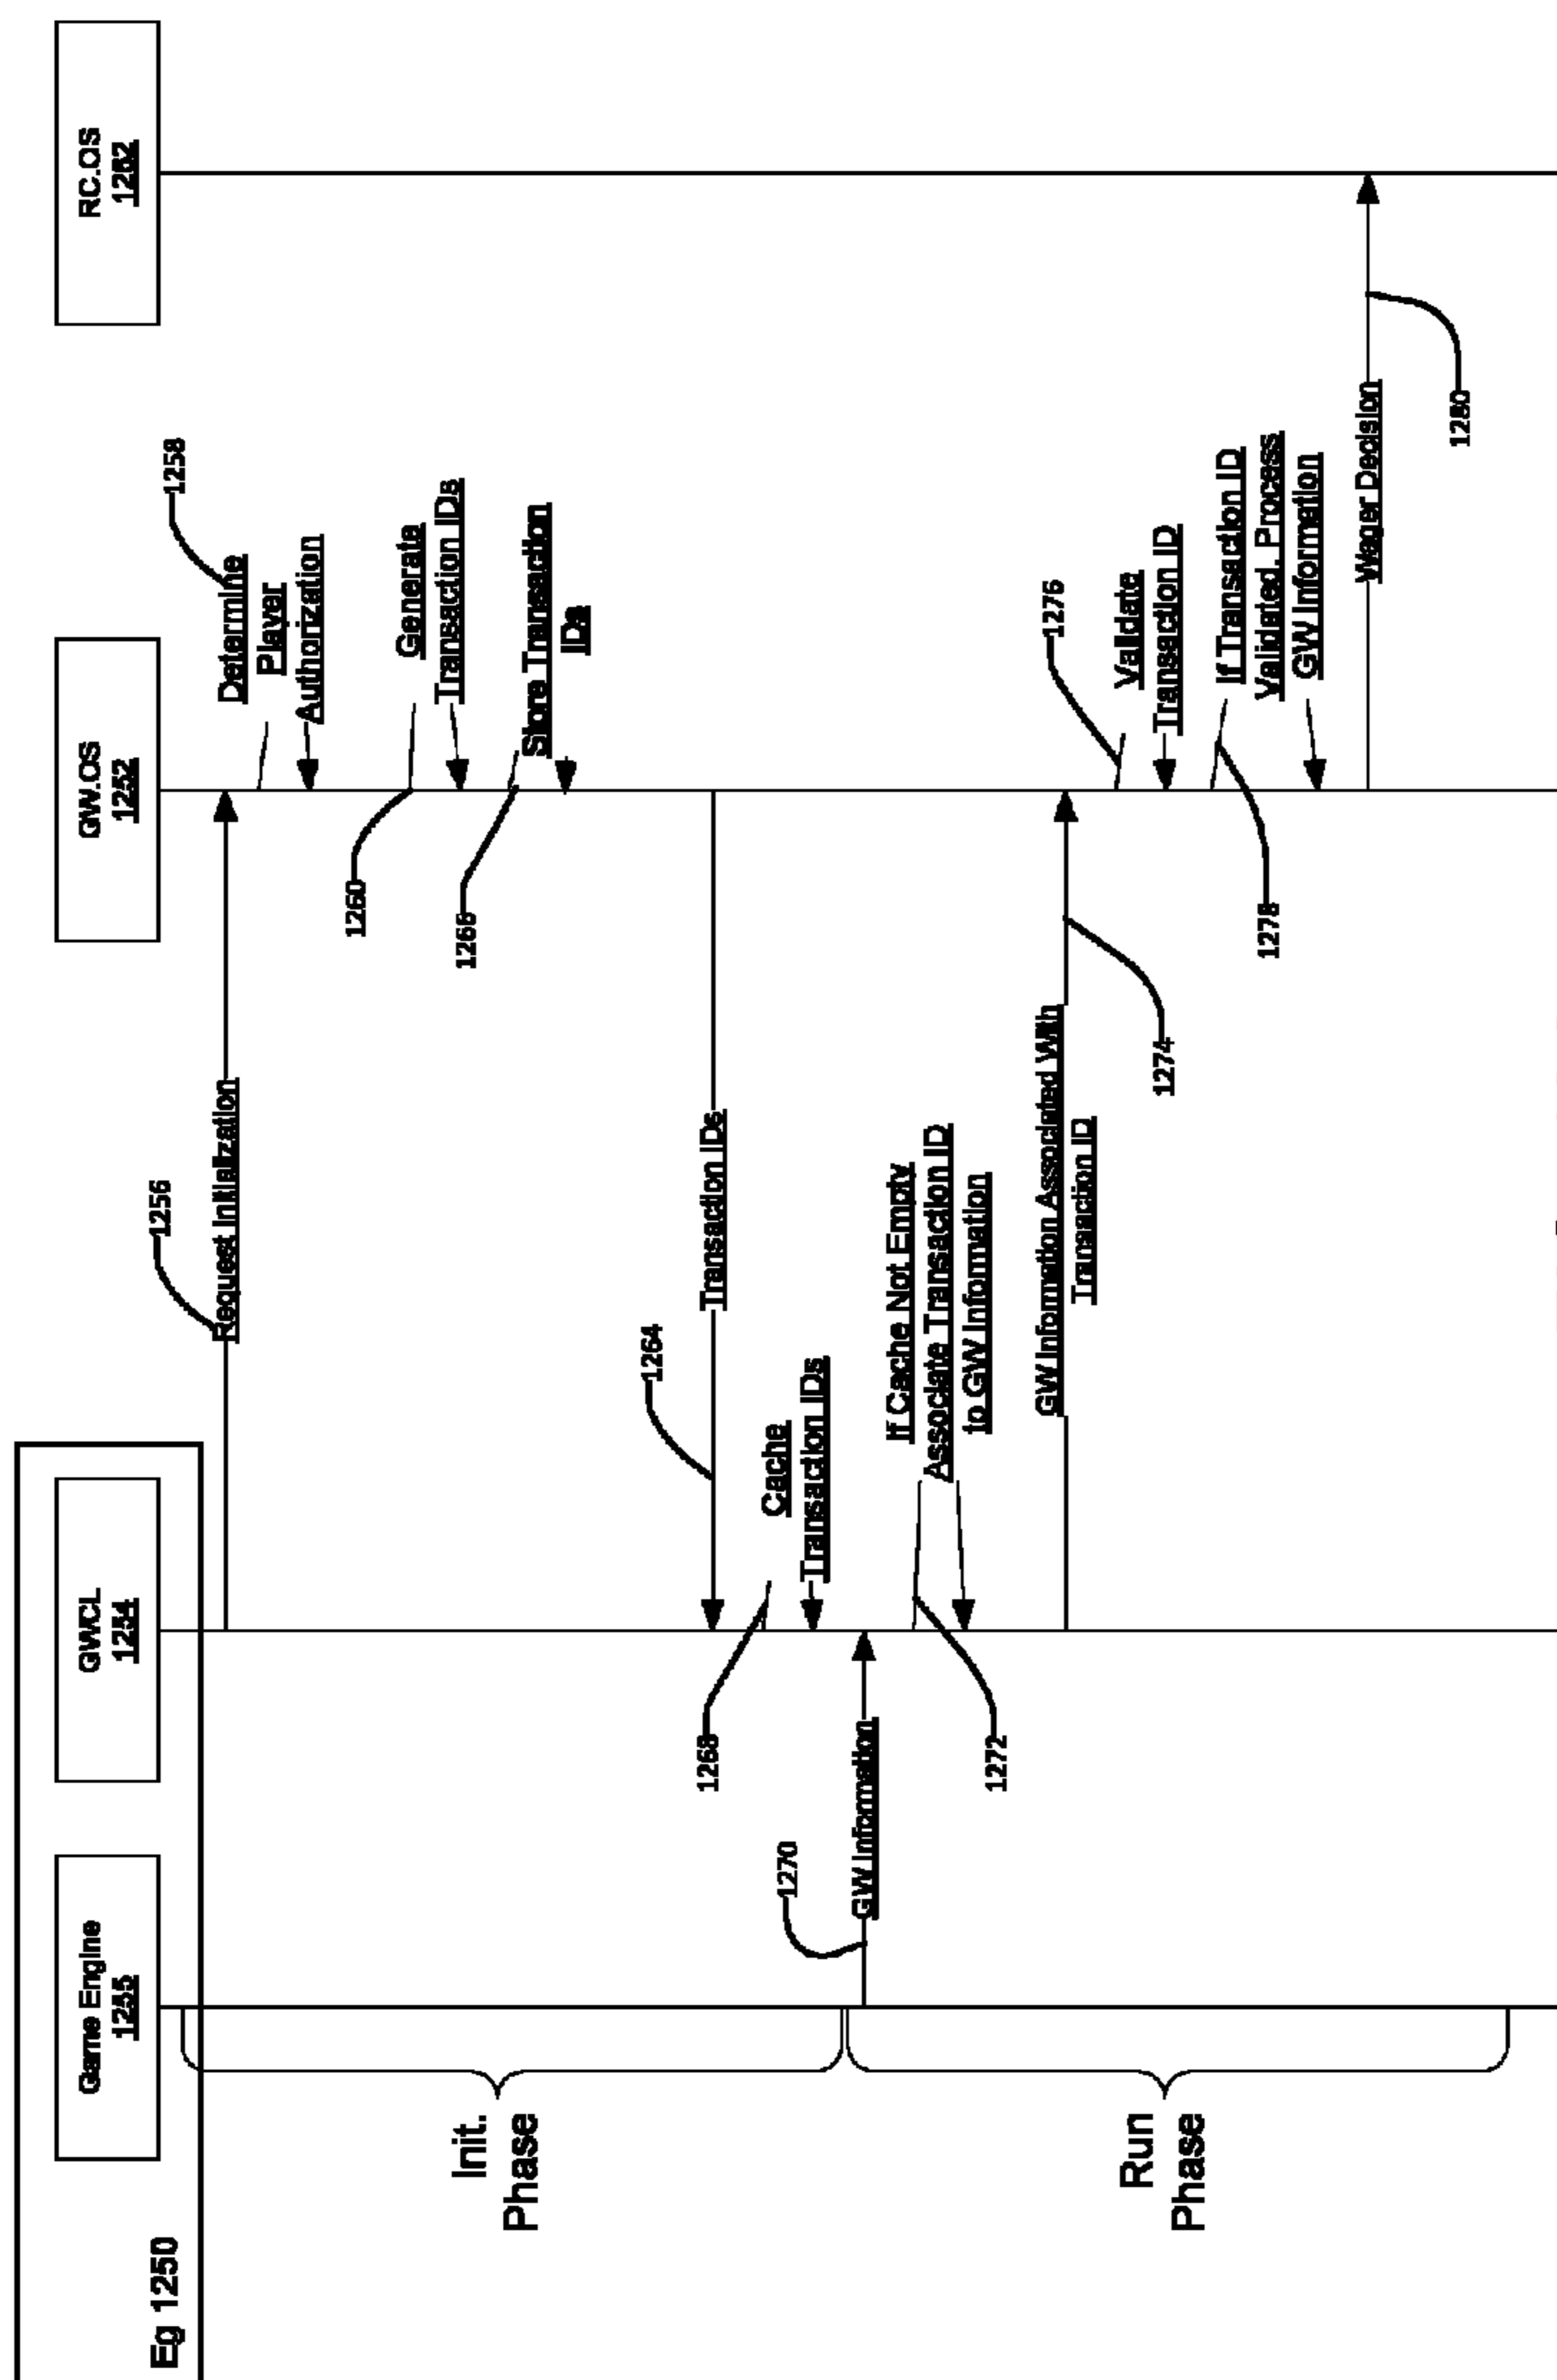 Eg 1250
Game Engine
1255
GWCL
1254
GW.OS
1252
RC.OS
1262
Init.
Phase
1256
Request Initialization
1258
Determine
Player
Authorization
1260
Generate
Transaction IDs
1266
Store Transaction
IDs
1264
Transaction IDs
1268
Cache
Transaction IDs
Run
Phase
1270
GW Information
1272
If Cache Not Empty
Associate Transaction ID
to GW Information
GW Information Associated With
Transaction ID
1274
1276
Validate
Transaction ID
1278
If Transaction ID
Validated, Process
GW Information
Wager Decision
1280